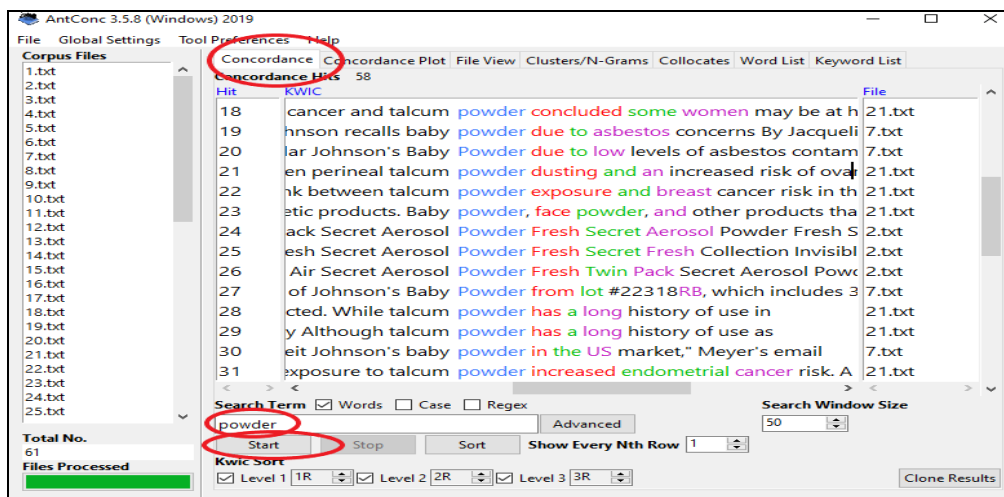 AntConc 3.5.8 (Windows) 2019
File Global Settings Tool Preferences Help
Corpus Files
1.txt
2.txt
3.txt
4.txt
5.txt
6.txt
7.txt
8.txt
9.txt
10.txt
11.txt
12.txt
13.txt
14.txt
15.txt
16.txt
17.txt
18.txt
19.txt
20.txt
21.txt
22.txt
23.txt
24.txt
25.txt
Total No.
61
Files Processed
Concordance Concordance Plot File View Clusters/N-Grams Collocates Word List Keyword List
Concordance Hits 58
Hit KWIC File
18 cancer and talcum powder concluded some women may be at h 21.txt
19 hnson recalls baby powder due to asbestos concerns By Jacqueli 7.txt
20 lar Johnson's Baby Powder due to low levels of asbestos contam 7.txt
21 en perineal talcum powder dusting and an increased risk of ova 21.txt
22 nk between talcum powder exposure and breast cancer risk in th 21.txt
23 etic products. Baby powder, face powder, and other products tha 21.txt
24 ack Secret Aerosol Powder Fresh Secret Aerosol Powder Fresh S 2.txt
25 esh Secret Aerosol Powder Fresh Secret Fresh Collection Invisibl 2.txt
26 Air Secret Aerosol Powder Fresh Twin Pack Secret Aerosol Powd 2.txt
27 of Johnson's Baby Powder from lot #22318RB, which includes 3 7.txt
28 cted. While talcum powder has a long history of use in 21.txt
29 y Although talcum powder has a long history of use as 21.txt
30 eit Johnson's baby powder in the US market," Meyer's email 7.txt
31 exposure to talcum powder increased endometrial cancer risk. A 21.txt
Search Term Words Case Regex Search Window Size
powder Advanced 50
Start Stop Sort Show Every Nth Row 1
Kwic Sort
Level 1 1R Level 2 2R Level 3 3R Clone Results